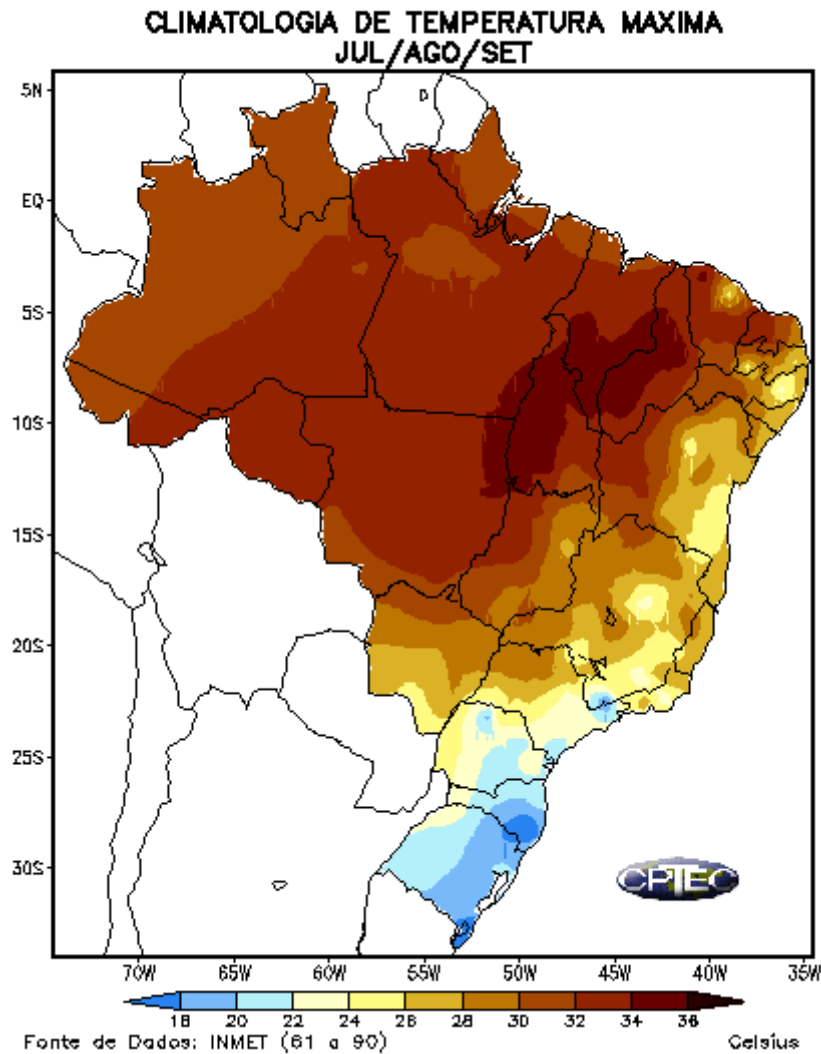 CLIMATOLOGIA DE TEMPERATURA MAXIMA
JUL/AGO/SET
5N
EQ
5S
10S
15S
20S
25S
30S
CPTEC
70W 65W 60W 55W 50W 45W 40W 35W
18 20 22 24 26 28 30 32 34 36
Fonte de Dados: INMET (61 a 90) Celsius